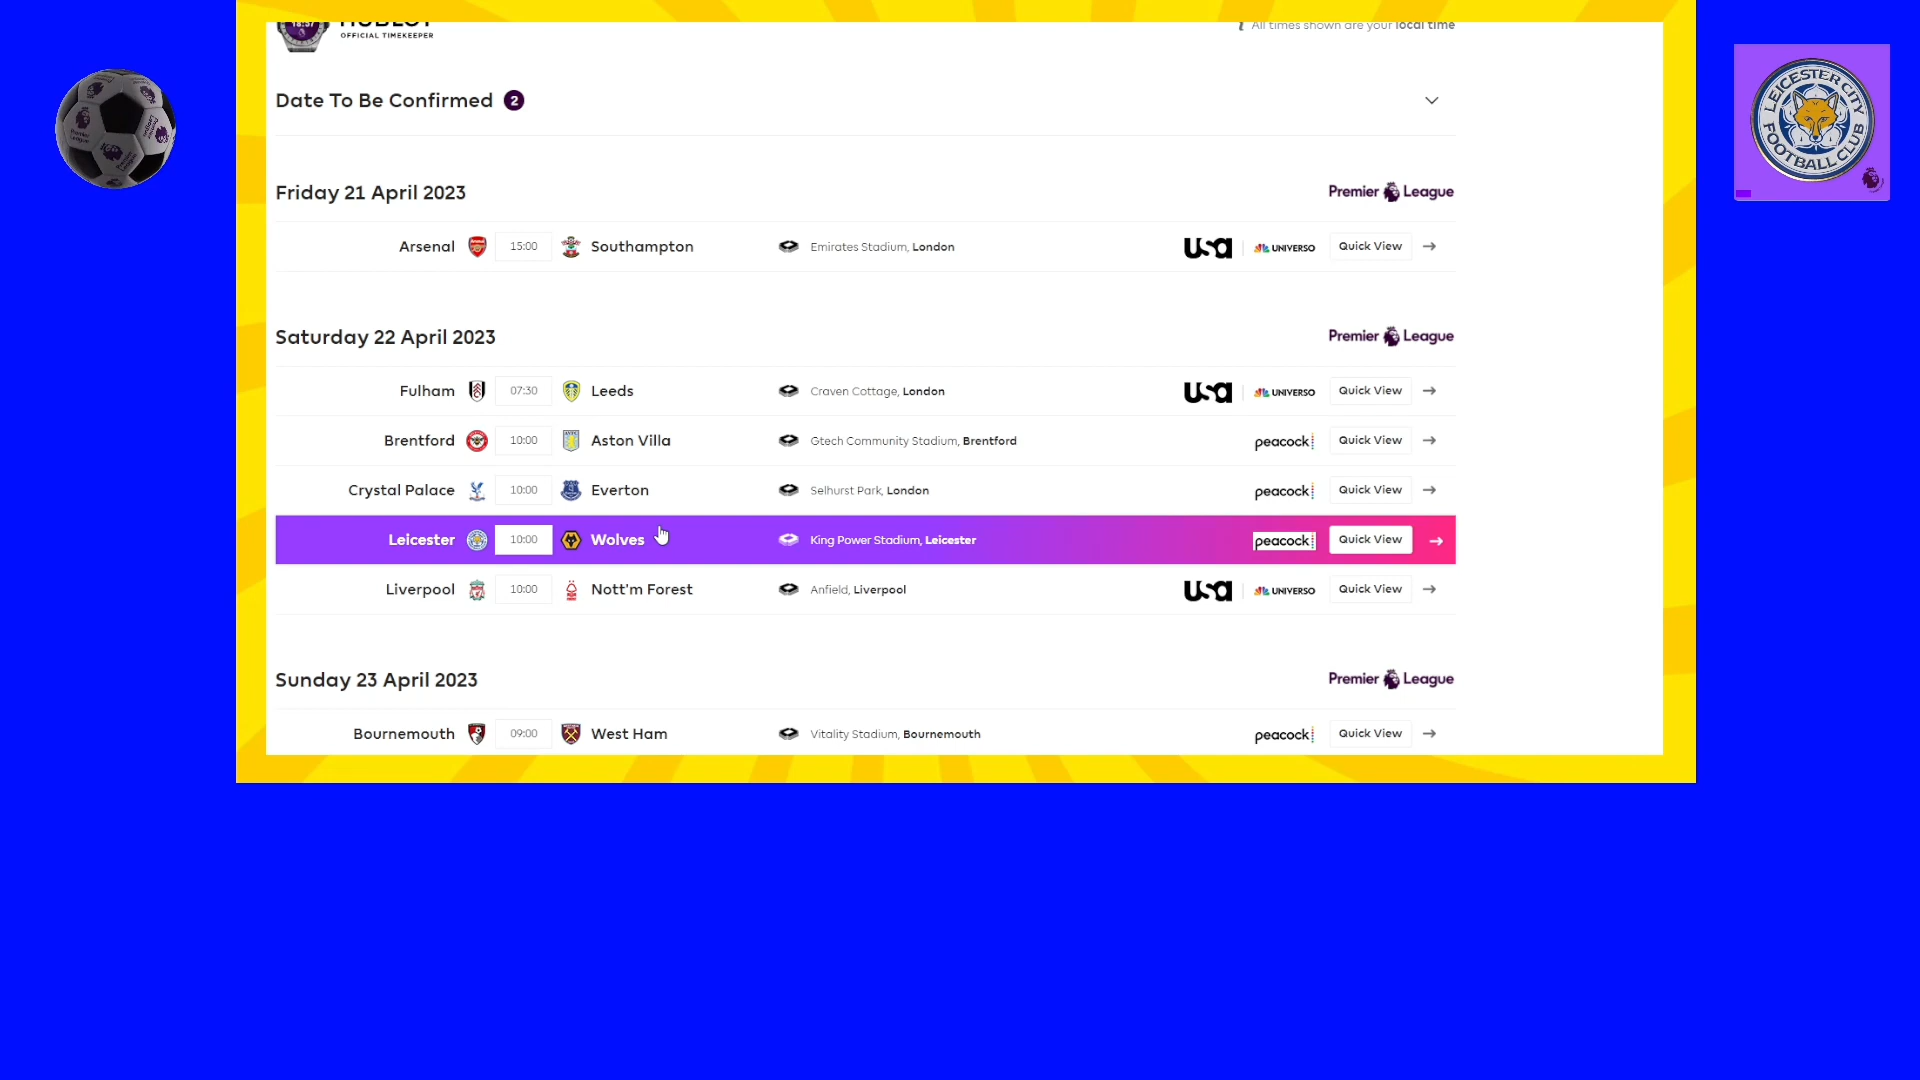 HUBLOT
OFFICIAL TIMEKEEPER
All times shown are your local time
Date To Be Confirmed 2
Friday 21 April 2023 Premier League
Arsenal 15:00 Southampton Emirates Stadium, London USA UNIVERSO Quick View
Saturday 22 April 2023 Premier League
Fulham 07:30 Leeds Craven Cottage, London USA UNIVERSO Quick View
Brentford 10:00 Aston Villa Gtech Community Stadium, Brentford peacock Quick View
Crystal Palace 10:00 Everton Selhurst Park, London peacock Quick View
Leicester 10:00 Wolves King Power Stadium, Leicester peacock Quick View
Liverpool 10:00 Nott'm Forest Anfield, Liverpool USA UNIVERSO Quick View
Sunday 23 April 2023 Premier League
Bournemouth 09:00 West Ham Vitality Stadium, Bournemouth peacock Quick View
LEICESTER CITY
FOOTBALL CLUB